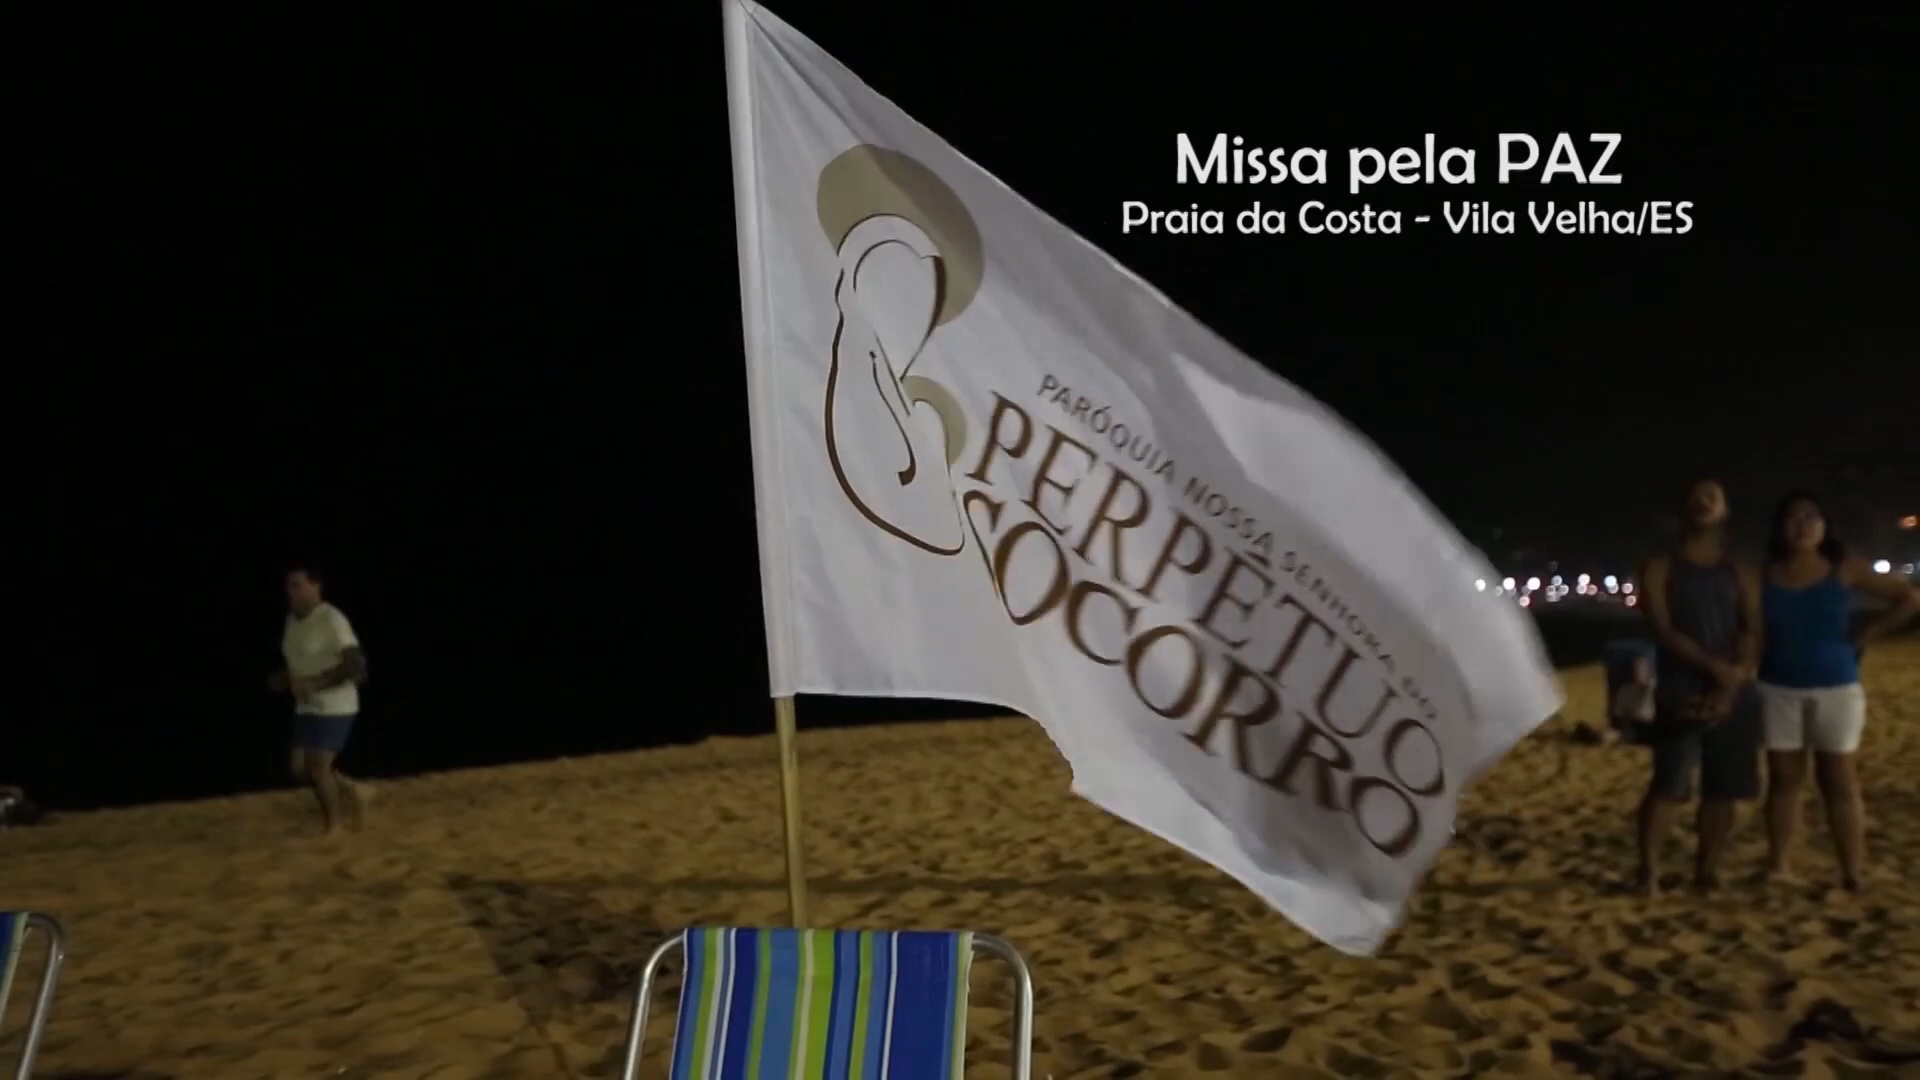 Missa pela PAZ
Praia da Costa - Vila Velha/ES
PARÓQUIA NOSSA SENHORA DO
PERPÉTUO
SOCORRO